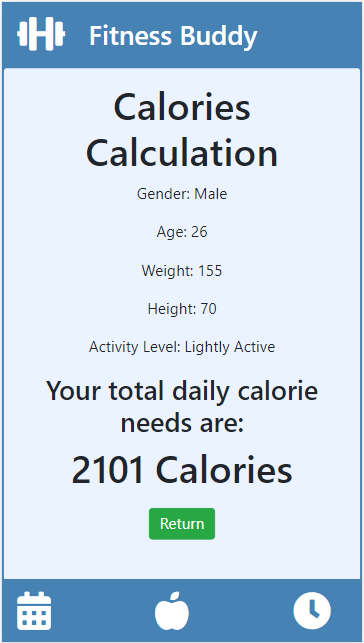 Fitness Buddy
Calories
Calculation
Gender: Male
Age: 26
Weight: 155
Height: 70
Activity Level: Lightly Active
Your total daily calorie
needs are:
2101 Calories
Return